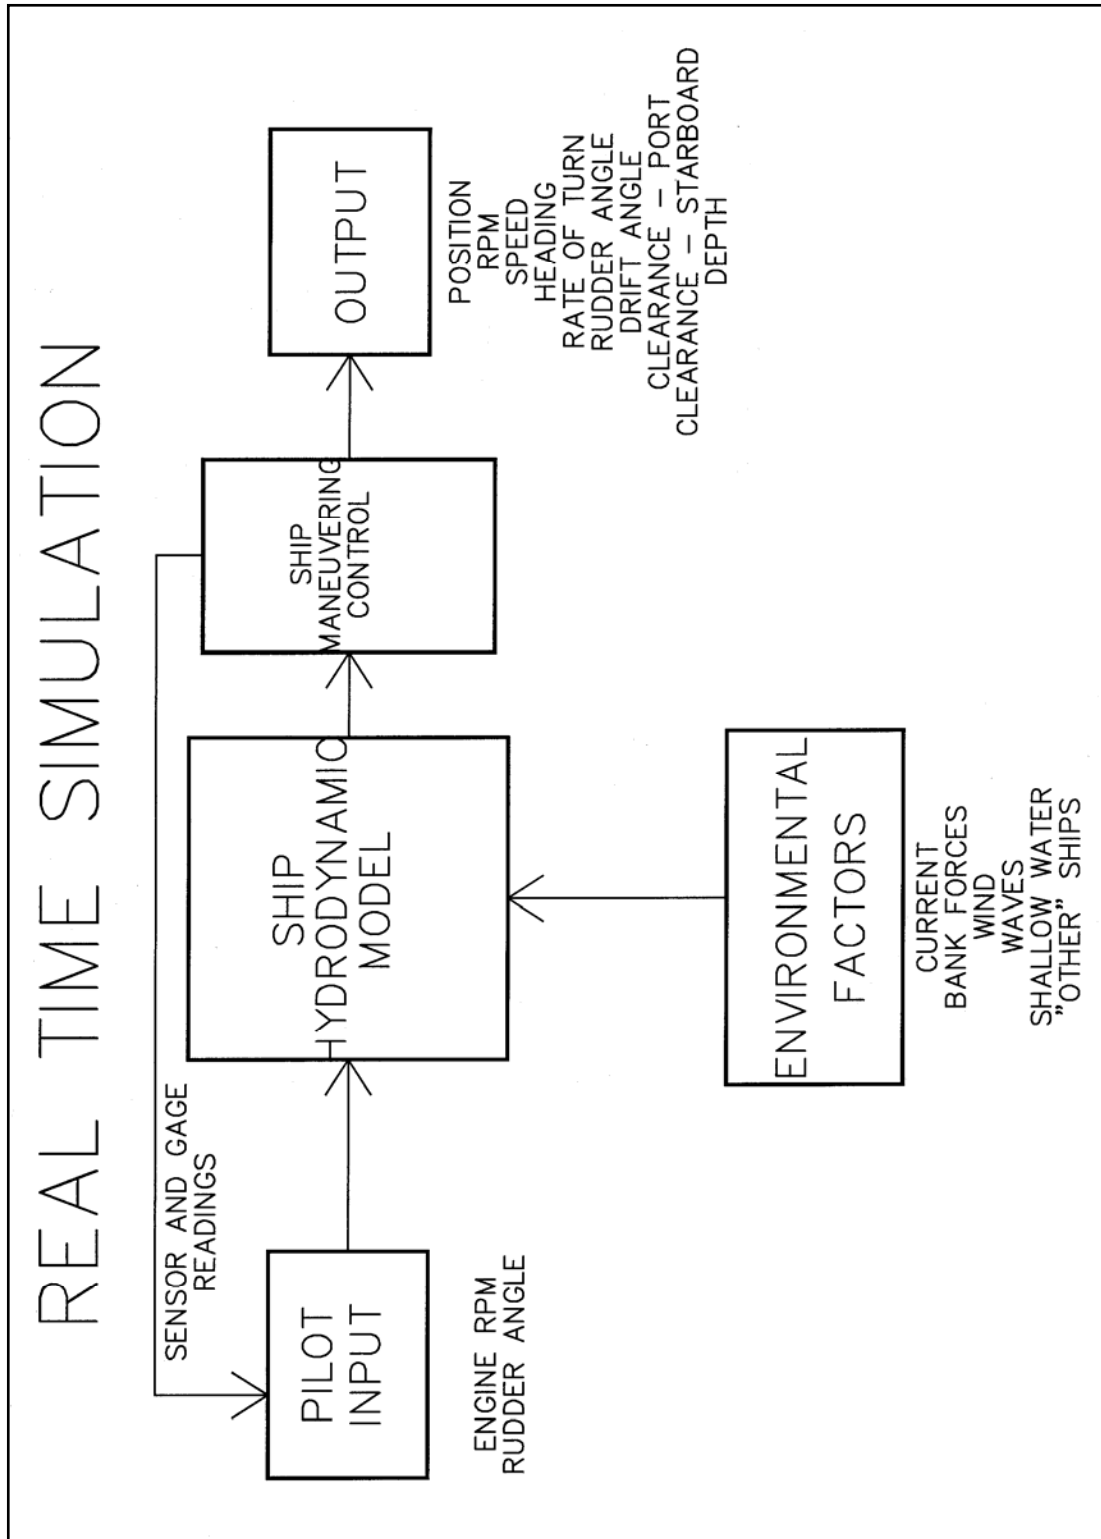 REAL TIME SIMULATION
SENSOR AND GAGE
READINGS
PILOT
INPUT
ENGINE RPM
RUDDER ANGLE
SHIP
HYDRODYNAMIC
MODEL
SHIP
MANEUVERING
CONTROL
OUTPUT
POSITION
RPM
SPEED
HEADING
RATE OF TURN
RUDDER ANGLE
DRIFT ANGLE
CLEARANCE – PORT
CLEARANCE – STARBOARD
DEPTH
ENVIRONMENTAL
FACTORS
CURRENT
BANK FORCES
WIND
WAVES
SHALLOW WATER
"OTHER" SHIPS